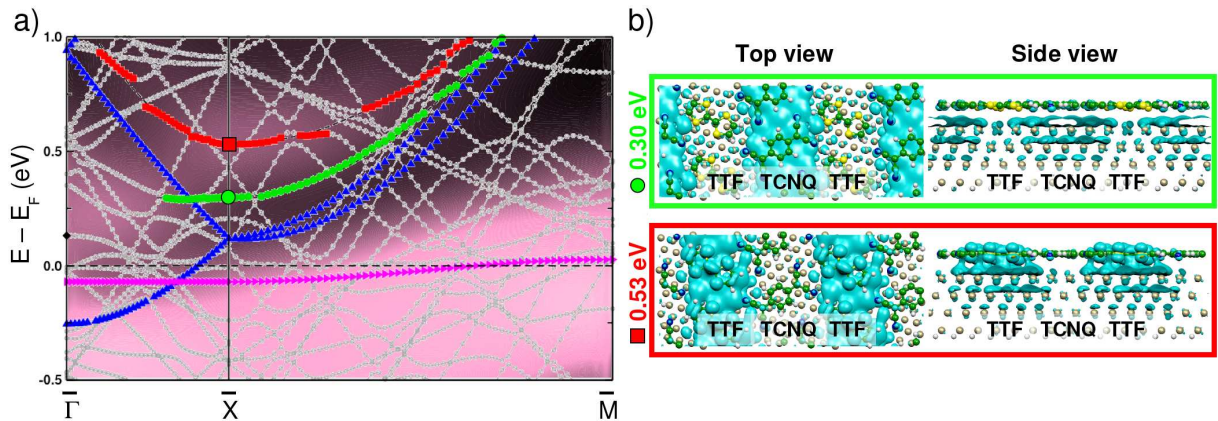 a)
E − E_F (eV)
1.0
0.5
0.0
-0.5
Γ̅
X̅
M̅
b)
Top view
Side view
0.30 eV
TTF TCNQ TTF
TTF TCNQ TTF
0.53 eV
TTF TCNQ TTF
TTF TCNQ TTF